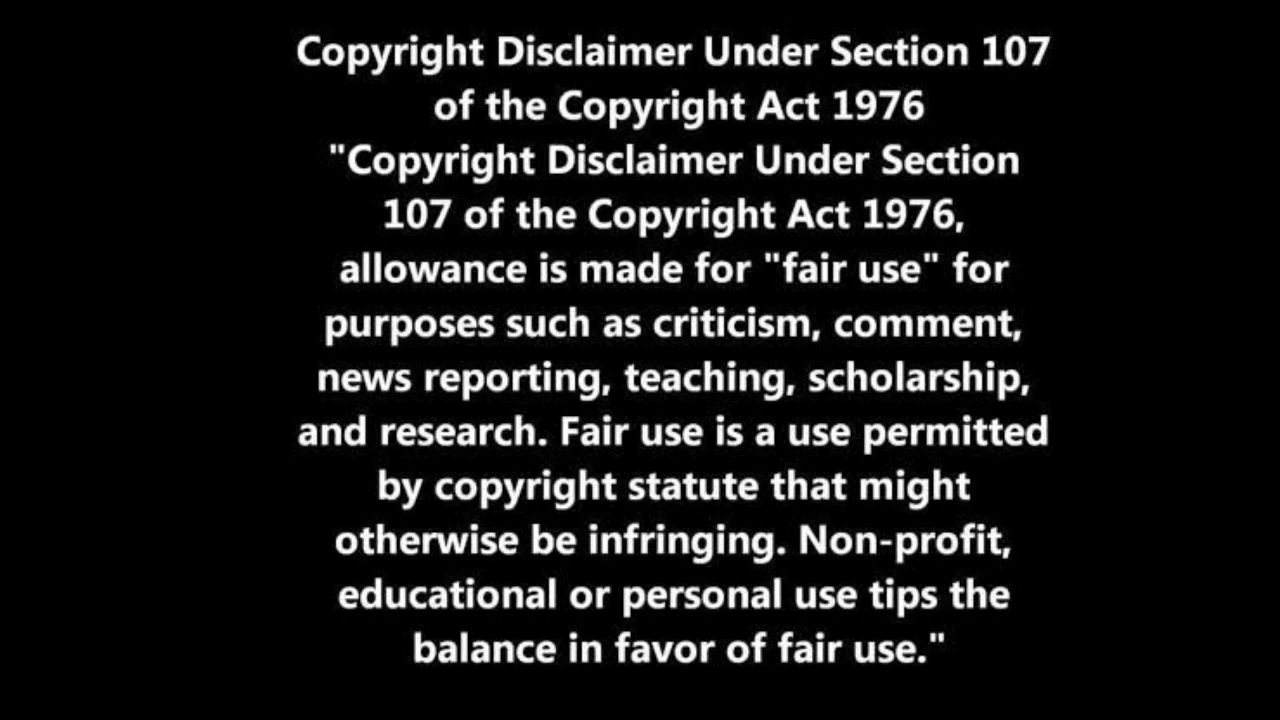 Copyright Disclaimer Under Section 107
of the Copyright Act 1976
"Copyright Disclaimer Under Section
107 of the Copyright Act 1976,
allowance is made for "fair use" for
purposes such as criticism, comment,
news reporting, teaching, scholarship,
and research. Fair use is a use permitted
by copyright statute that might
otherwise be infringing. Non-profit,
educational or personal use tips the
balance in favor of fair use."